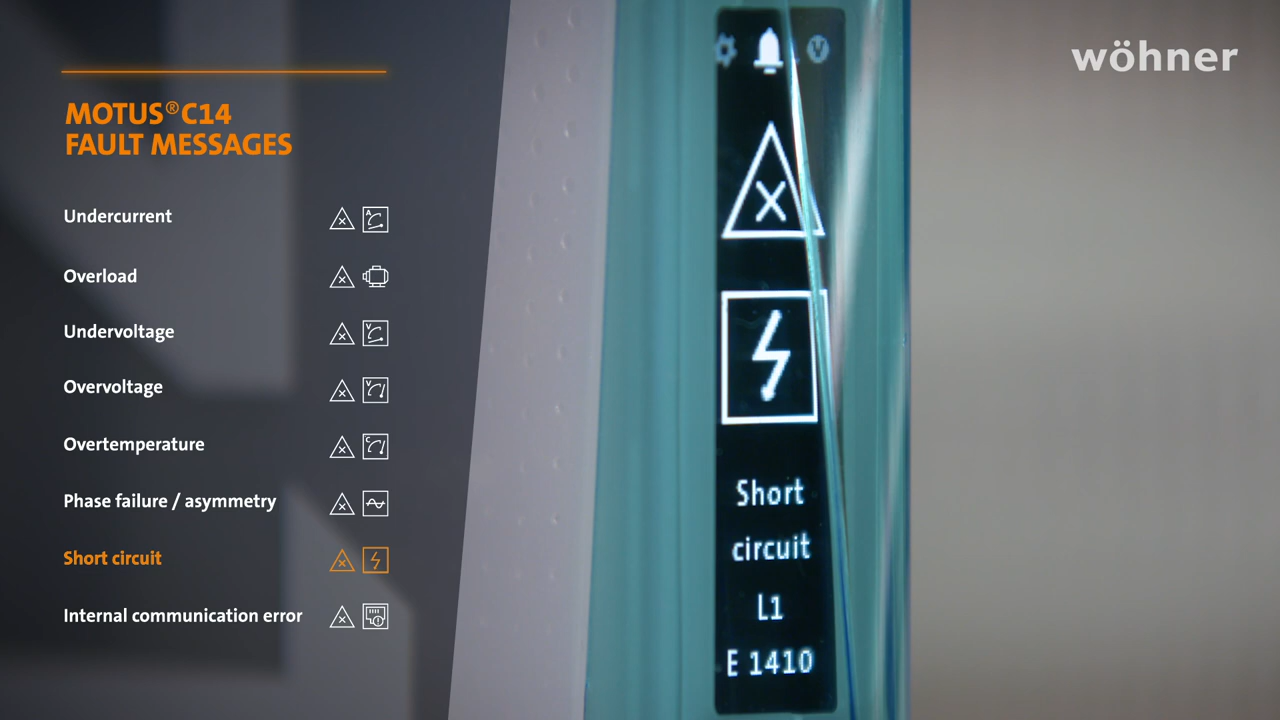 MOTUS®C14
FAULT MESSAGES
Undercurrent
Overload
Undervoltage
Overvoltage
Overtemperature
Phase failure / asymmetry
Short circuit
Internal communication error
wöhner
Short
circuit
L1
E 1410